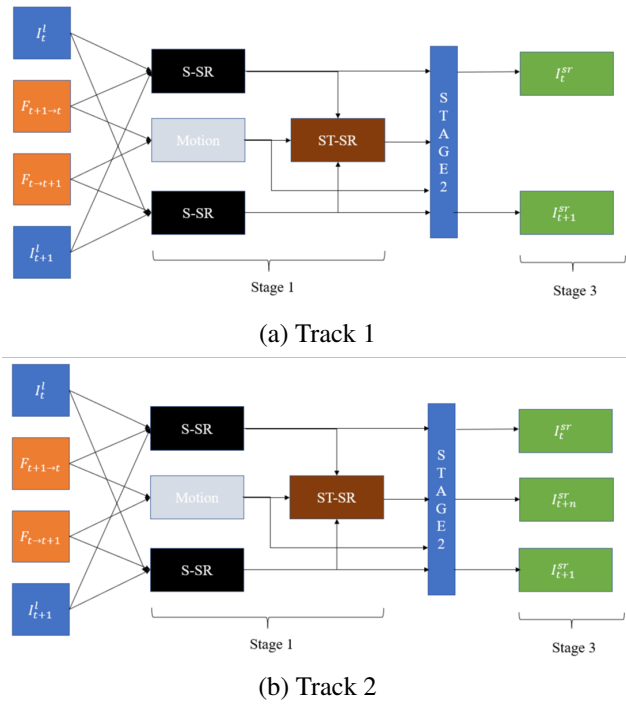 I_t^l
F_{t+1→t}
F_{t→t+1}
I_{t+1}^l
S-SR
Motion
S-SR
ST-SR
S
T
A
G
E
2
I_t^{sr}
I_{t+1}^{sr}
Stage 1
Stage 3
(a) Track 1
I_t^l
F_{t+1→t}
F_{t→t+1}
I_{t+1}^l
S-SR
Motion
S-SR
ST-SR
S
T
A
G
E
2
I_t^{sr}
I_{t+n}^{sr}
I_{t+1}^{sr}
Stage 1
Stage 3
(b) Track 2